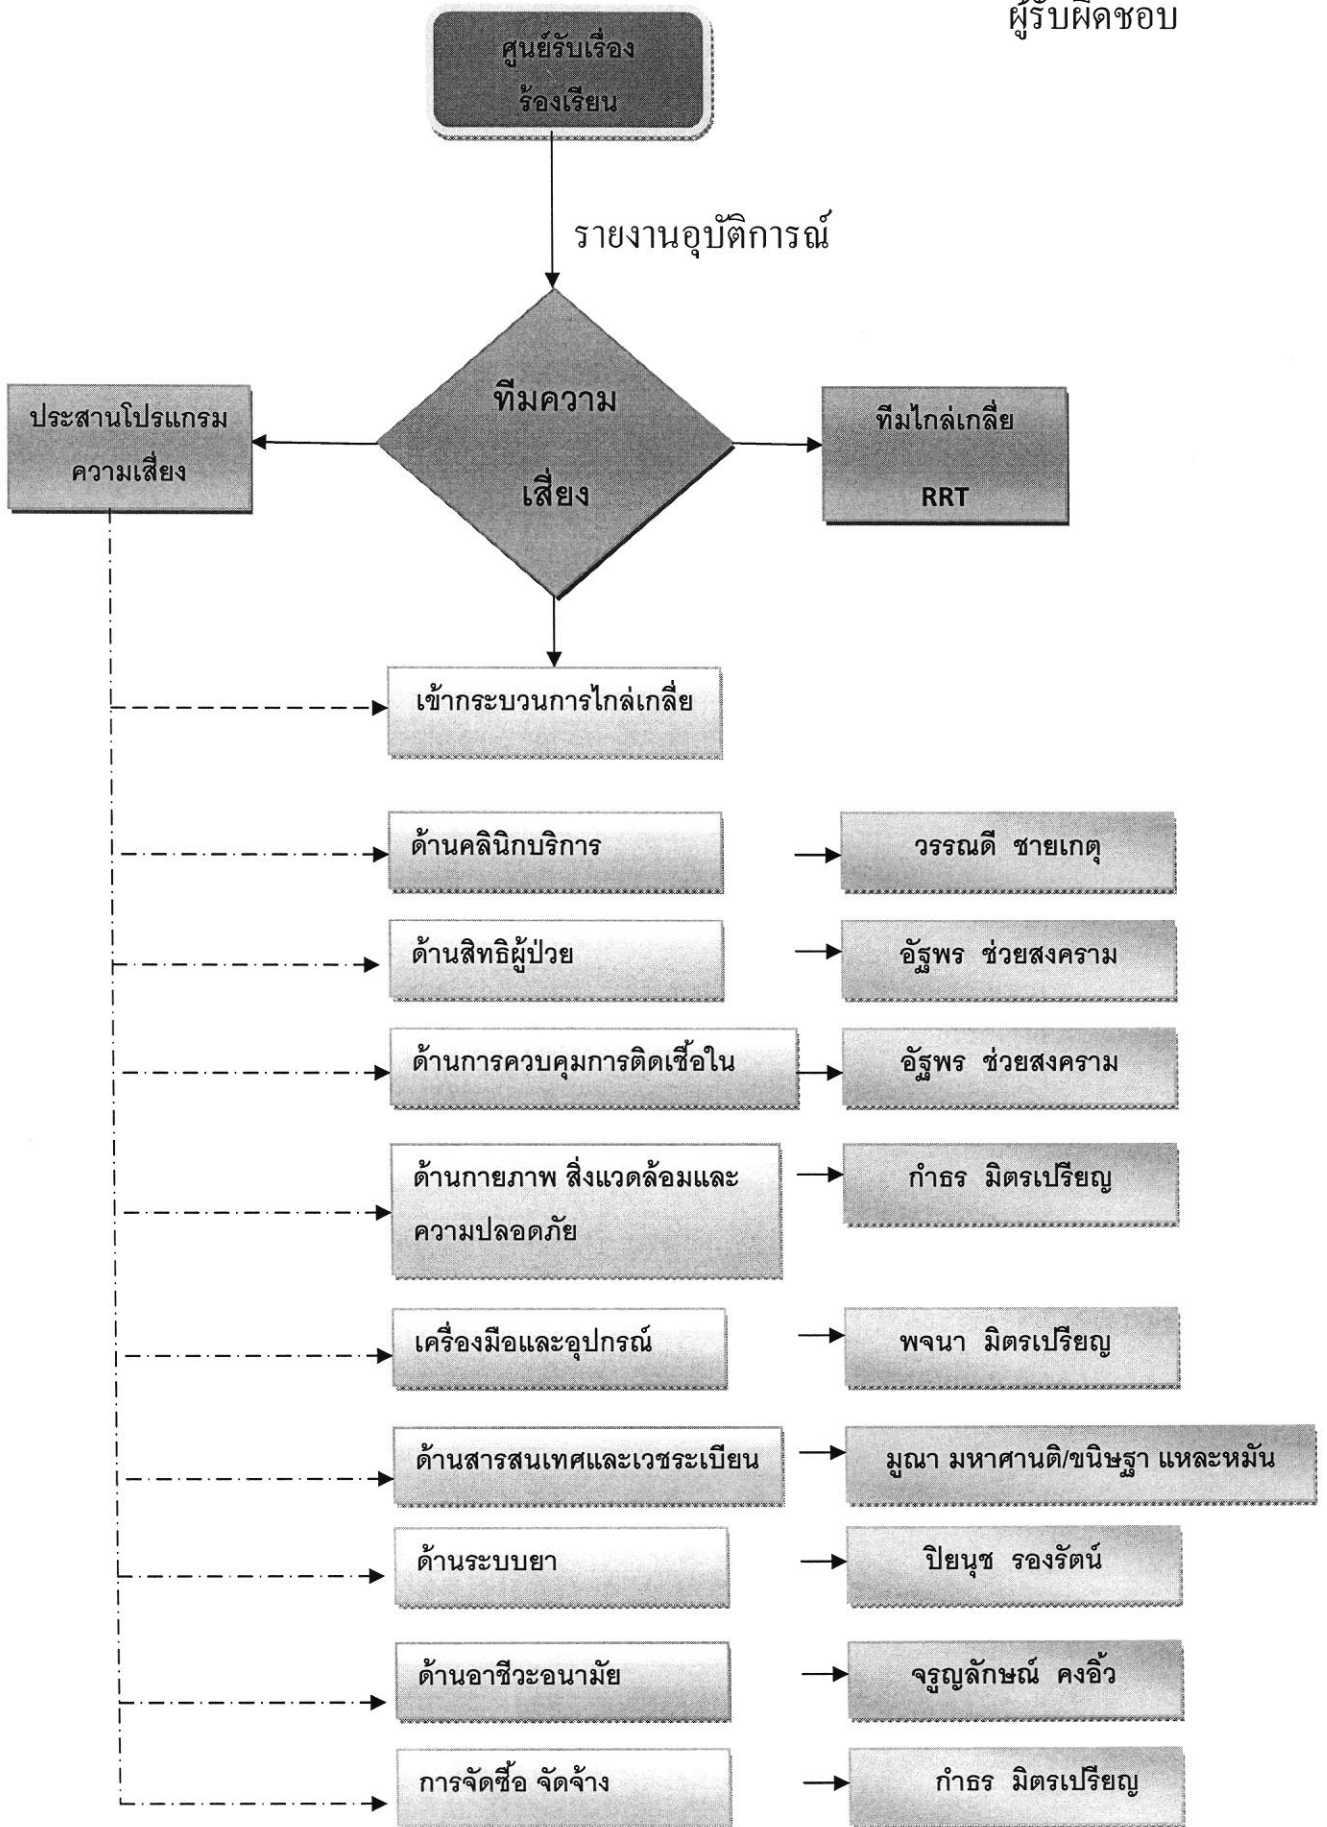 ผู้รับผิดชอบ
ศูนย์รับเรื่อง
ร้องเรียน
รายงานอุบัติการณ์
ทีมความ
เสี่ยง
ประสานโปรแกรม
ความเสี่ยง
ทีมไกล่เกลี่ย
RRT
เข้ากระบวนการไกล่เกลี่ย
ด้านคลินิกบริการ
วรรณดี ชายเกตุ
ด้านสิทธิผู้ป่วย
อัฐพร ช่วยสงคราม
ด้านการควบคุมการติดเชื้อใน
อัฐพร ช่วยสงคราม
ด้านกายภาพ สิ่งแวดล้อมและ
ความปลอดภัย
กำธร มิตรเปรียญ
เครื่องมือและอุปกรณ์
พจนา มิตรเปรียญ
ด้านสารสนเทศและเวชระเบียน
มูณา มหาศานติ/ขนิษฐา แหละหมัน
ด้านระบบยา
ปิยนุช รองรัตน์
ด้านอาชีวะอนามัย
จรูญลักษณ์ คงอิ้ว
การจัดซื้อ จัดจ้าง
กำธร มิตรเปรียญ